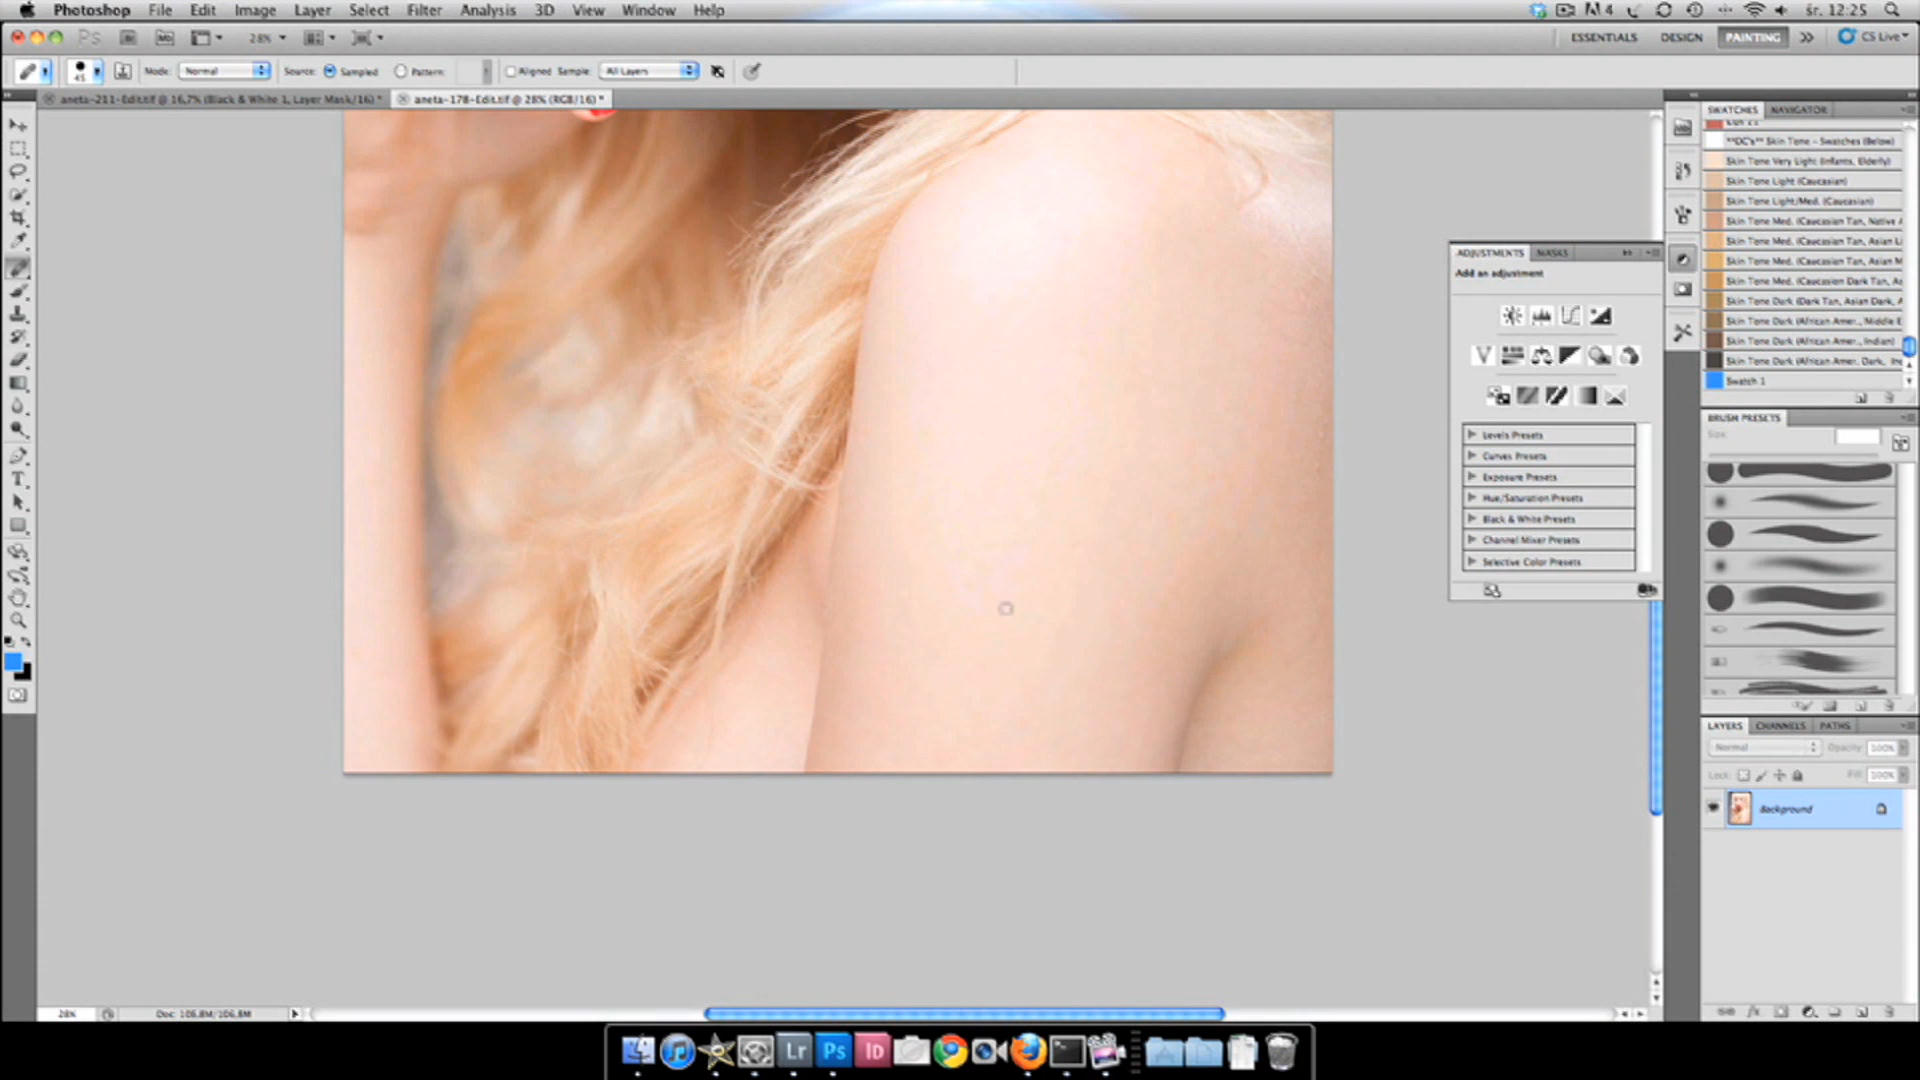 Photoshop File Edit Image Layer Select Filter Analysis 3D View Window Help
4 śr. 12:25
Ps Br Mb 28% ESSENTIALS DESIGN PAINTING CS Live
45 Mode: Normal Source: Sampled Pattern: Aligned Sample: All Layers
aneta-211-Edit.tif @ 16,7% (Black & White 1, Layer Mask/16) *
aneta-178-Edit.tif @ 28% (RGB/16) *
SWATCHES NAVIGATOR
**DC's** Skin Tone - Swatches (Below)
Skin Tone Very Light (Infants, Elderly)
Skin Tone Light (Caucasian)
Skin Tone Light/Med. (Caucasian)
Skin Tone Med. (Caucasian Tan, Native A
Skin Tone Med. (Caucasian Tan, Asian Li
Skin Tone Med. (Caucasian Tan, Asian M
Skin Tone Med. (Caucasion Dark Tan, As
Skin Tone Dark (Dark Tan, Asian Dark, A
Skin Tone Dark (African Amer., Middle E
Skin Tone Dark (African Amer., Indian)
Skin Tone Dark (African Amer. Dark, Ind
Swatch 1
ADJUSTMENTS MASKS
Add an adjustment
Levels Presets
Curves Presets
Exposure Presets
Hue/Saturation Presets
Black & White Presets
Channel Mixer Presets
Selective Color Presets
BRUSH PRESETS
Size:
LAYERS CHANNELS PATHS
Normal Opacity: 100%
Lock: Fill: 100%
Background
28% Doc: 106,8M/106,8M
Lr Ps Id